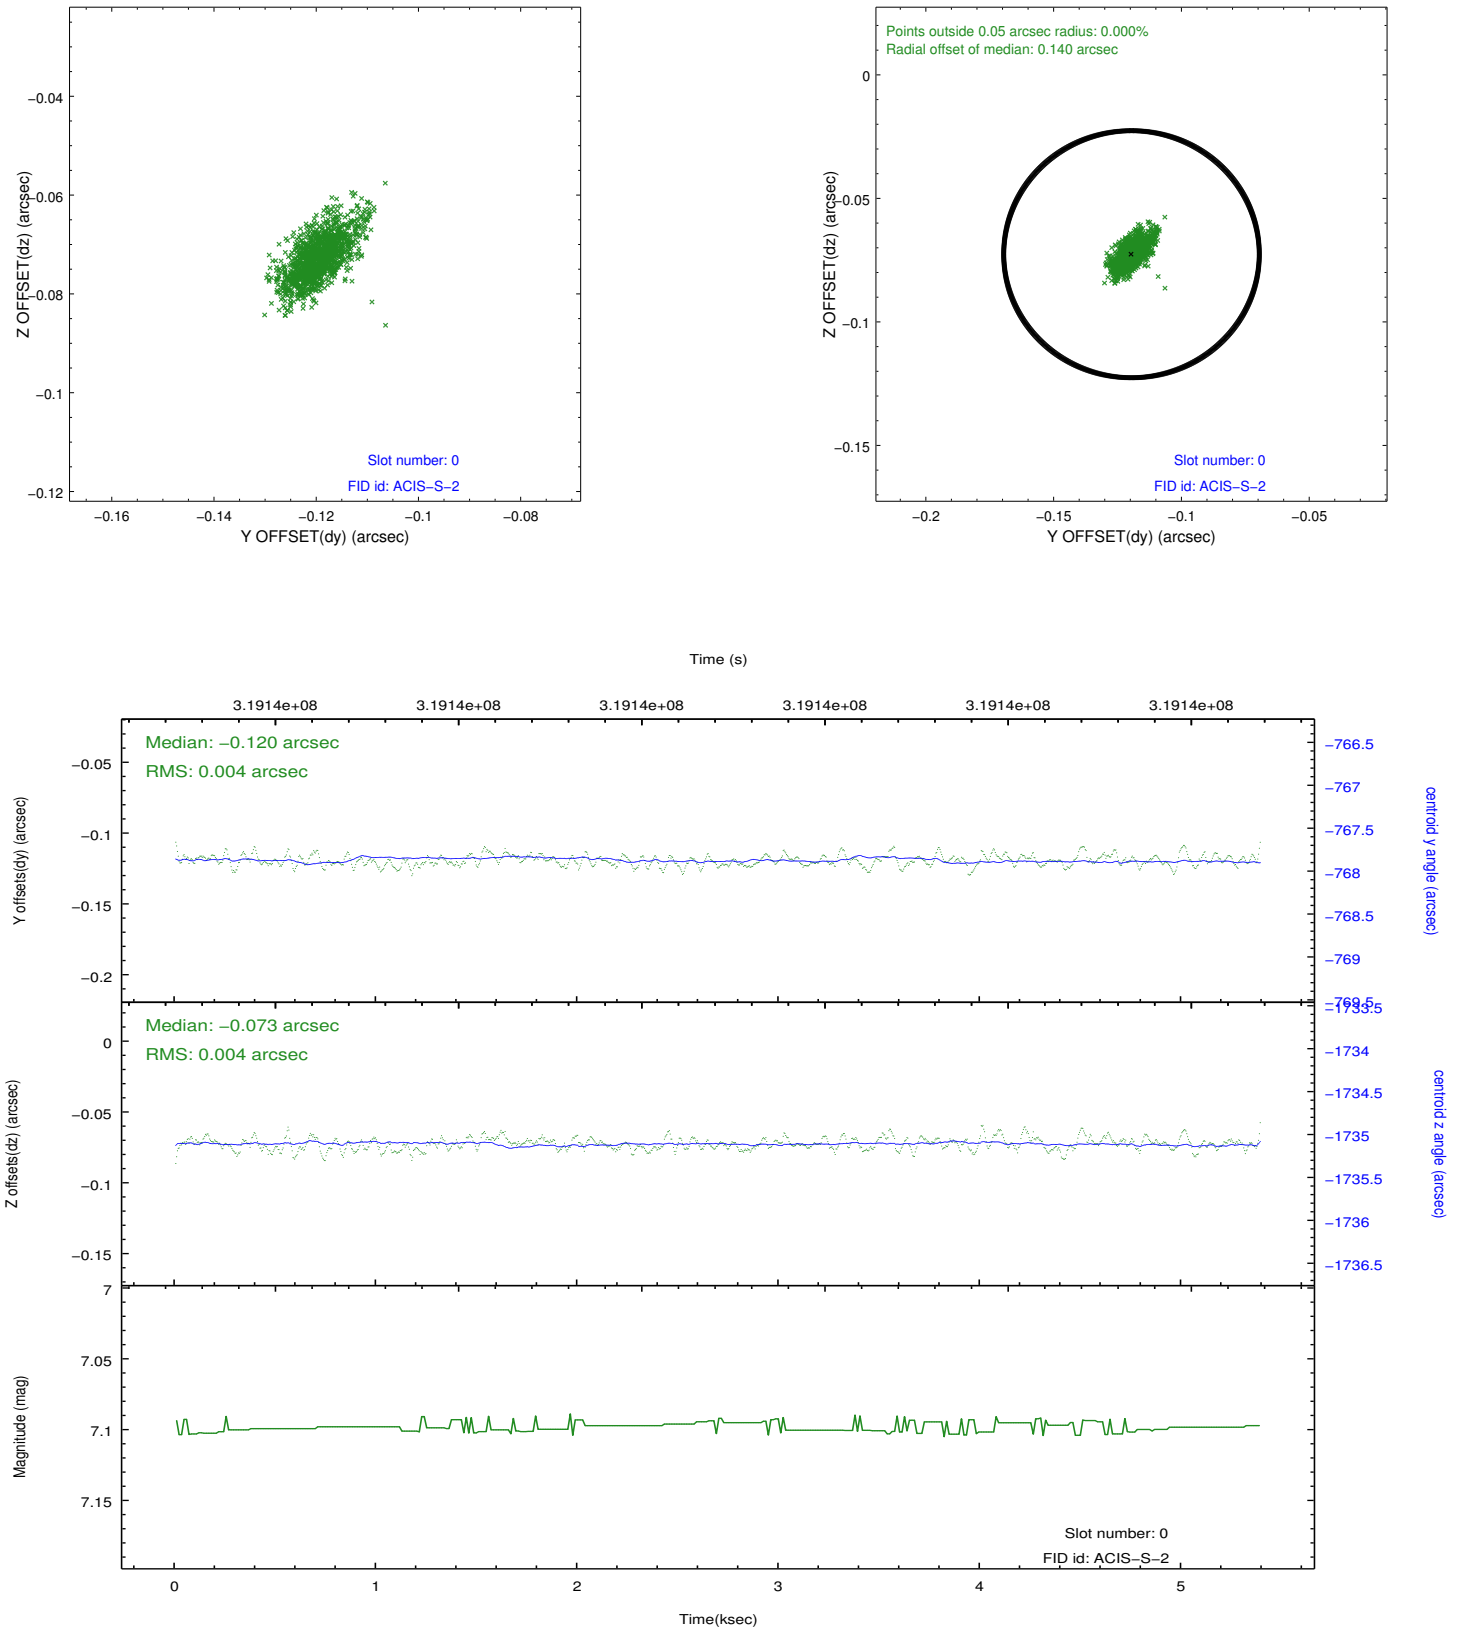 −0.04
−0.06
−0.08
−0.1
−0.12
Z OFFSET(dz) (arcsec)
Slot number: 0
FID id: ACIS−S−2
−0.16
−0.14
−0.12
−0.1
−0.08
Y OFFSET(dy) (arcsec)
Points outside 0.05 arcsec radius: 0.000%
Radial offset of median: 0.140 arcsec
0
−0.05
−0.1
−0.15
Z OFFSET(dz) (arcsec)
Slot number: 0
FID id: ACIS−S−2
−0.2
−0.15
−0.1
−0.05
Y OFFSET(dy) (arcsec)
Time (s)
3.1914e+08
3.1914e+08
3.1914e+08
3.1914e+08
3.1914e+08
3.1914e+08
Median: −0.120 arcsec
RMS: 0.004 arcsec
−0.05
−0.1
−0.15
−0.2
Y offsets(dy) (arcsec)
−766.5
−767
−767.5
−768
−768.5
−769
−769.5
centroid y angle (arcsec)
Median: −0.073 arcsec
RMS: 0.004 arcsec
0
−0.05
−0.1
−0.15
Z offsets(dz) (arcsec)
−1733.5
−1734
−1734.5
−1735
−1735.5
−1736
−1736.5
centroid z angle (arcsec)
7
7.05
7.1
7.15
Magnitude (mag)
Slot number: 0
FID id: ACIS−S−2
0
1
2
3
4
5
Time(ksec)